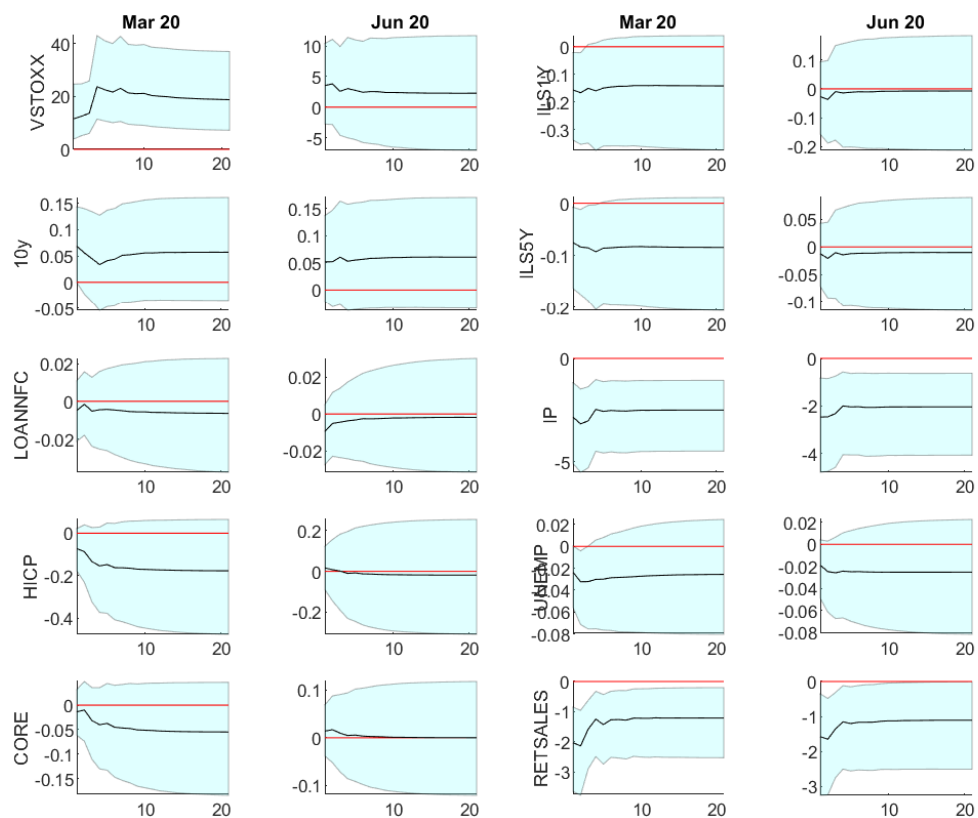 Mar 20 Jun 20 Mar 20 Jun 20
VSTOXX 40 20 0 10 20
10 5 0 -5 10 20
ILS1Y 0 -0.1 -0.2 -0.3 10 20
0.1 0 -0.1 -0.2 10 20
10y 0.15 0.1 0.05 0 -0.05 10 20
0.15 0.1 0.05 0 10 20
ILS5Y 0 -0.1 -0.2 10 20
0.05 0 -0.05 -0.1 10 20
LOANNFC 0.02 0 -0.02 10 20
0.02 0 -0.02 10 20
IP 0 -5 10 20
0 -2 -4 10 20
HICP 0 -0.2 -0.4 10 20
0.2 0 -0.2 10 20
UNEMP 0.02 0 -0.02 -0.04 -0.06 -0.08 10 20
0.02 0 -0.02 -0.04 -0.06 -0.08 10 20
CORE 0 -0.05 -0.1 -0.15 10 20
0.1 0 -0.1 10 20
RETSALES 0 -1 -2 -3 10 20
0 -1 -2 -3 10 20